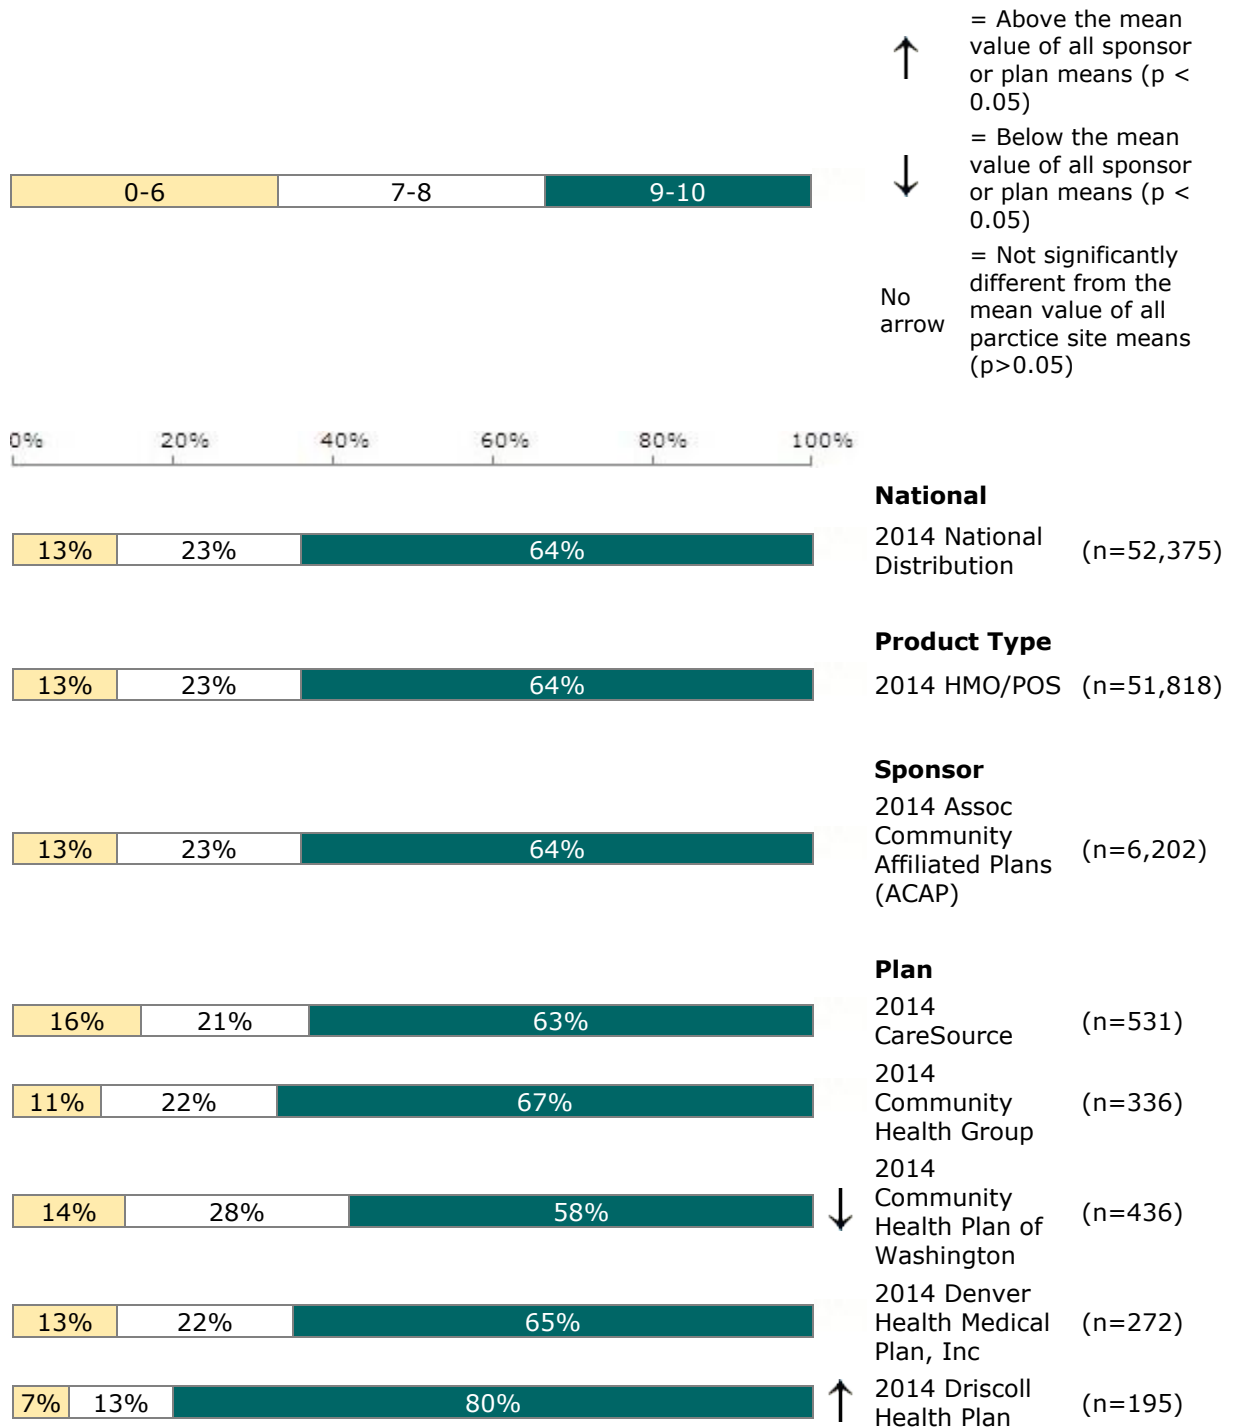 ↑ = Above the mean
value of all sponsor
or plan means (p <
0.05)
0-6 7-8 9-10
↓ = Below the mean
value of all sponsor
or plan means (p <
0.05)
No
arrow
= Not significantly
different from the
mean value of all
parctice site means
(p>0.05)
0% 20% 40% 60% 80% 100%
National
13% 23% 64%
2014 National
Distribution
(n=52,375)
Product Type
13% 23% 64%
2014 HMO/POS (n=51,818)
Sponsor
13% 23% 64%
2014 Assoc
Community
Affiliated Plans
(ACAP)
(n=6,202)
Plan
16% 21% 63%
2014
CareSource
(n=531)
11% 22% 67%
2014
Community
Health Group
(n=336)
14% 28% 58% ↓
2014
Community
Health Plan of
Washington
(n=436)
13% 22% 65%
2014 Denver
Health Medical
Plan, Inc
(n=272)
7% 13% 80% ↑
2014 Driscoll
Health Plan
(n=195)